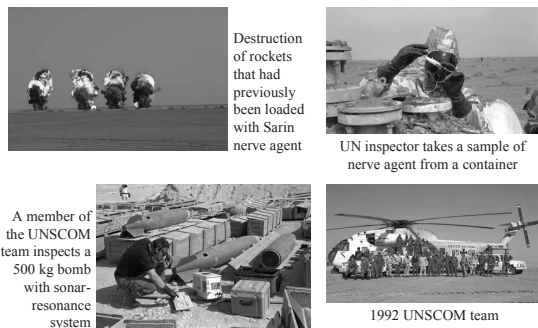 Destruction
of rockets
that had
previously
been loaded
with Sarin
nerve agent
UN inspector takes a sample of
nerve agent from a container
A member of
the UNSCOM
team inspects a
500 kg bomb
with sonar-
resonance
system
1992 UNSCOM team